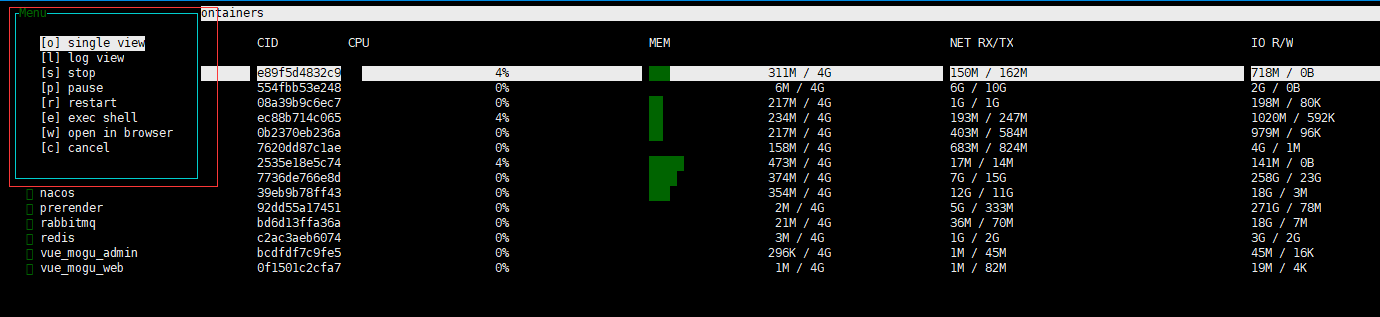 Menu ontainers
[o] single view CID CPU MEM NET RX/TX IO R/W
[l] log view
[s] stop e89f5d4832c9 4% 311M / 4G 150M / 162M 718M / 0B
[p] pause 554fbb53e248 0% 6M / 4G 6G / 10G 2G / 0B
[r] restart 08a39b9c6ec7 0% 217M / 4G 1G / 1G 198M / 80K
[e] exec shell ec88b714c065 4% 234M / 4G 193M / 247M 1020M / 592K
[w] open in browser 0b2370eb236a 0% 217M / 4G 403M / 584M 979M / 96K
[c] cancel 7620dd87c1ae 0% 158M / 4G 683M / 824M 4G / 1M
2535e18e5c74 4% 473M / 4G 17M / 14M 141M / 0B
7736de766e8d 0% 374M / 4G 7G / 15G 258G / 23G
nacos 39eb9b78ff43 0% 354M / 4G 12G / 11G 18G / 3M
prerender 92dd55a17451 0% 2M / 4G 5G / 333M 271G / 78M
rabbitmq bd6d13ffa36a 0% 21M / 4G 36M / 70M 18G / 7M
redis c2ac3aeb6074 0% 3M / 4G 1G / 2G 3G / 2G
vue_mogu_admin bcdfdf7c9fe5 0% 296K / 4G 1M / 45M 45M / 16K
vue_mogu_web 0f1501c2cfa7 0% 1M / 4G 1M / 82M 19M / 4K